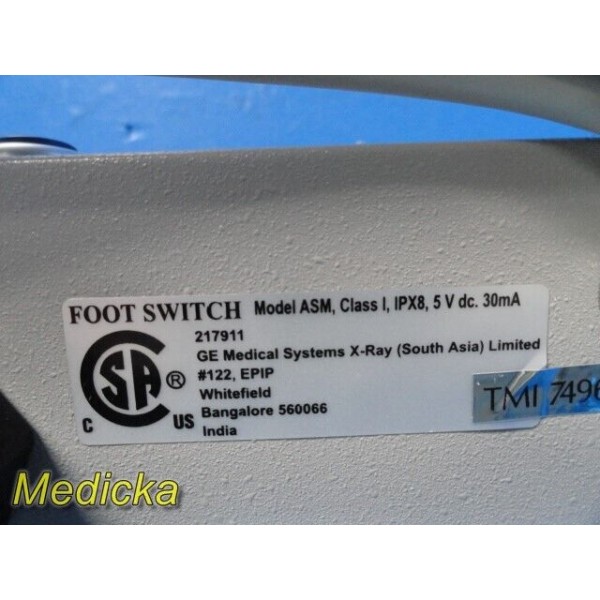 FOOT SWITCH Model ASM, Class I, IPX8, 5 V dc. 30mA
217911
GE Medical Systems X-Ray (South Asia) Limited
#122, EPIP
Whitefield
Bangalore 560066
India
C SA ® US
TMI 7496
Medicka